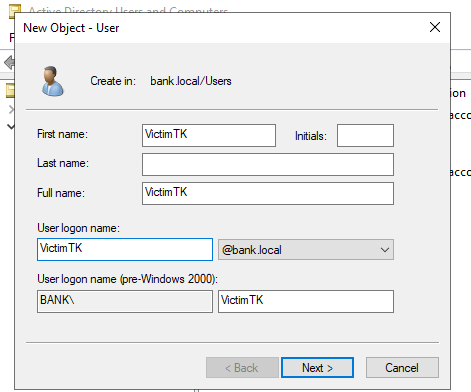 Active Directory Users and Computers
New Object - User
Create in: bank.local/Users
First name: VictimTK Initials:
Last name:
Full name: VictimTK
User logon name:
VictimTK @bank.local
User logon name (pre-Windows 2000):
BANK\ VictimTK
< Back Next > Cancel